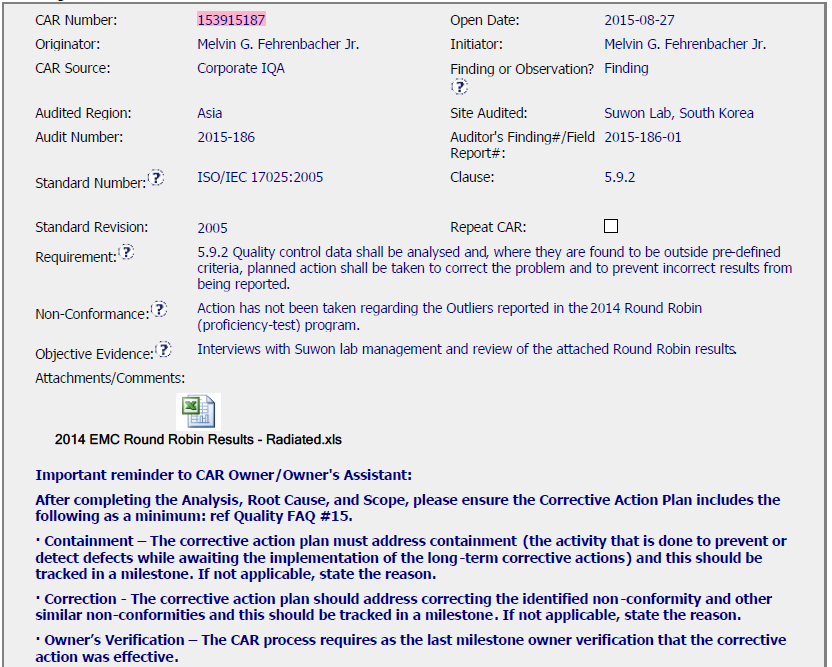 CAR Number: 153915187 Open Date: 2015-08-27
Originator: Melvin G. Fehrenbacher Jr. Initiator: Melvin G. Fehrenbacher Jr.
CAR Source: Corporate IQA Finding or Observation? Finding
?
Audited Region: Asia Site Audited: Suwon Lab, South Korea
Audit Number: 2015-186 Auditor's Finding#/Field 2015-186-01
Report#:
Standard Number: ? ISO/IEC 17025:2005 Clause: 5.9.2
Standard Revision: 2005 Repeat CAR:
Requirement: ? 5.9.2 Quality control data shall be analysed and, where they are found to be outside pre-defined
criteria, planned action shall be taken to correct the problem and to prevent incorrect results from
being reported.
Non-Conformance: ? Action has not been taken regarding the Outliers reported in the 2014 Round Robin
(proficiency-test) program.
Objective Evidence: ? Interviews with Suwon lab management and review of the attached Round Robin results.
Attachments/Comments:
2014 EMC Round Robin Results - Radiated.xls
Important reminder to CAR Owner/Owner's Assistant:
After completing the Analysis, Root Cause, and Scope, please ensure the Corrective Action Plan includes the
following as a minimum: ref Quality FAQ #15.
· Containment – The corrective action plan must address containment (the activity that is done to prevent or
detect defects while awaiting the implementation of the long-term corrective actions) and this should be
tracked in a milestone. If not applicable, state the reason.
· Correction - The corrective action plan should address correcting the identified non-conformity and other
similar non-conformities and this should be tracked in a milestone. If not applicable, state the reason.
· Owner’s Verification – The CAR process requires as the last milestone owner verification that the corrective
action was effective.